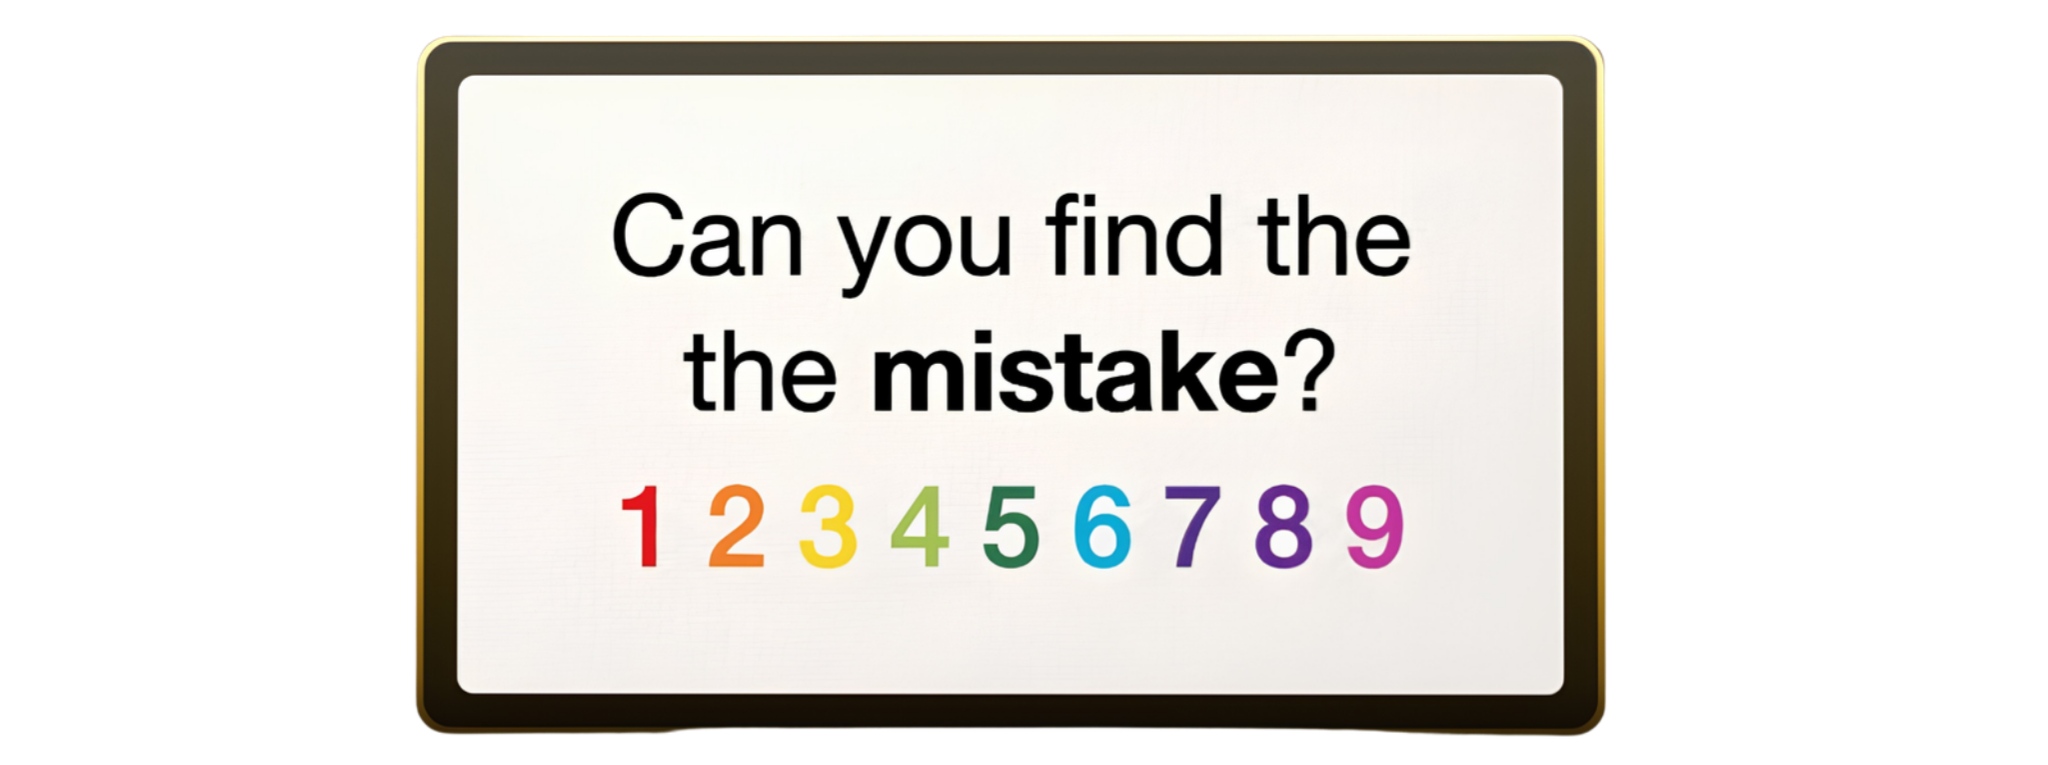 Can you find the
the mistake?
1 2 3 4 5 6 7 8 9